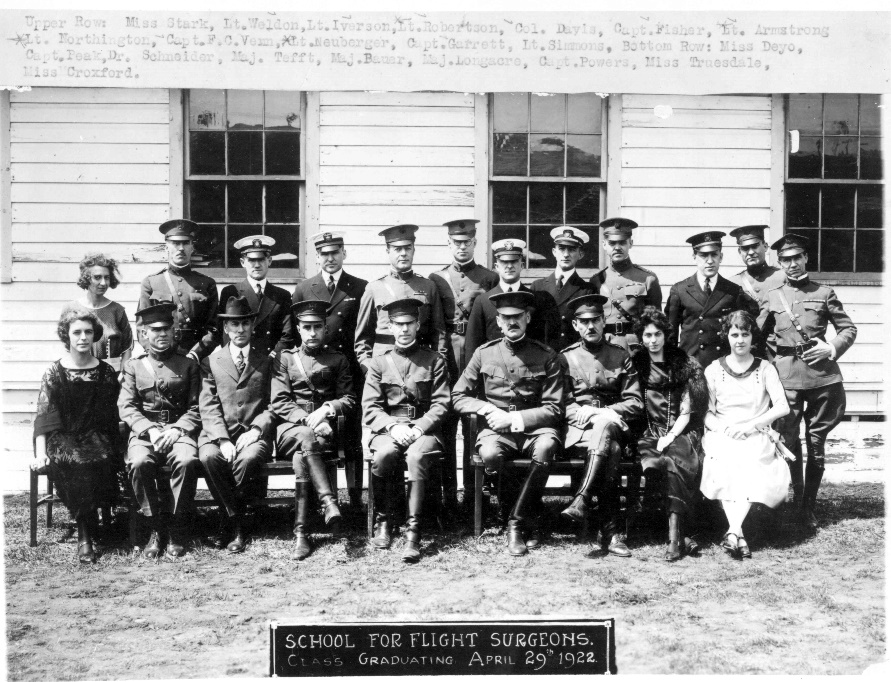 Upper Row: Miss Stark, Lt.Weldon,Lt.Iverson,Lt.Robertson, Col. Davis, Capt.Fisher, Lt. Armstrong
Lt. Northington, Capt.F.C.Venn, Lt.Neuberger, Capt.Garrett, Lt.Simmons, Bottom Row: Miss Deyo,
Capt.Peak,Dr. Schneider, Maj. Tefft, Maj.Bauer, Maj.Longacre, Capt.Powers, Miss Truesdale,
Miss Croxford.
SCHOOL FOR FLIGHT SURGEONS.
CLASS GRADUATING APRIL 29th 1922.